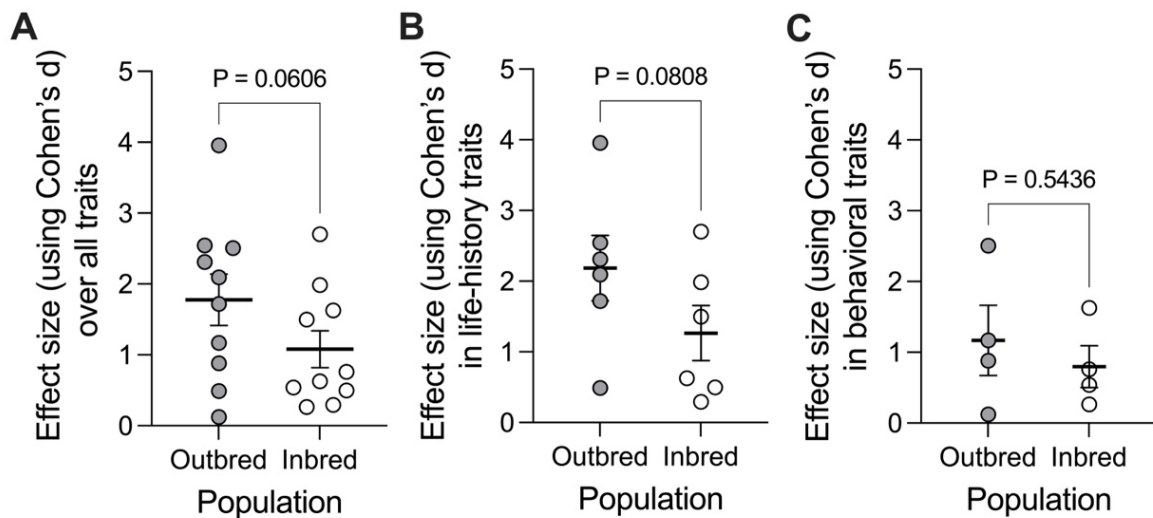 A
Effect size (using Cohen's d)
over all traits
5
4
3
2
1
0
P = 0.0606
Outbred Inbred
Population
B
Effect size (using Cohen's d)
in life-history traits
5
4
3
2
1
0
P = 0.0808
Outbred Inbred
Population
C
Effect size (using Cohen's d)
in behavioral traits
5
4
3
2
1
0
P = 0.5436
Outbred Inbred
Population